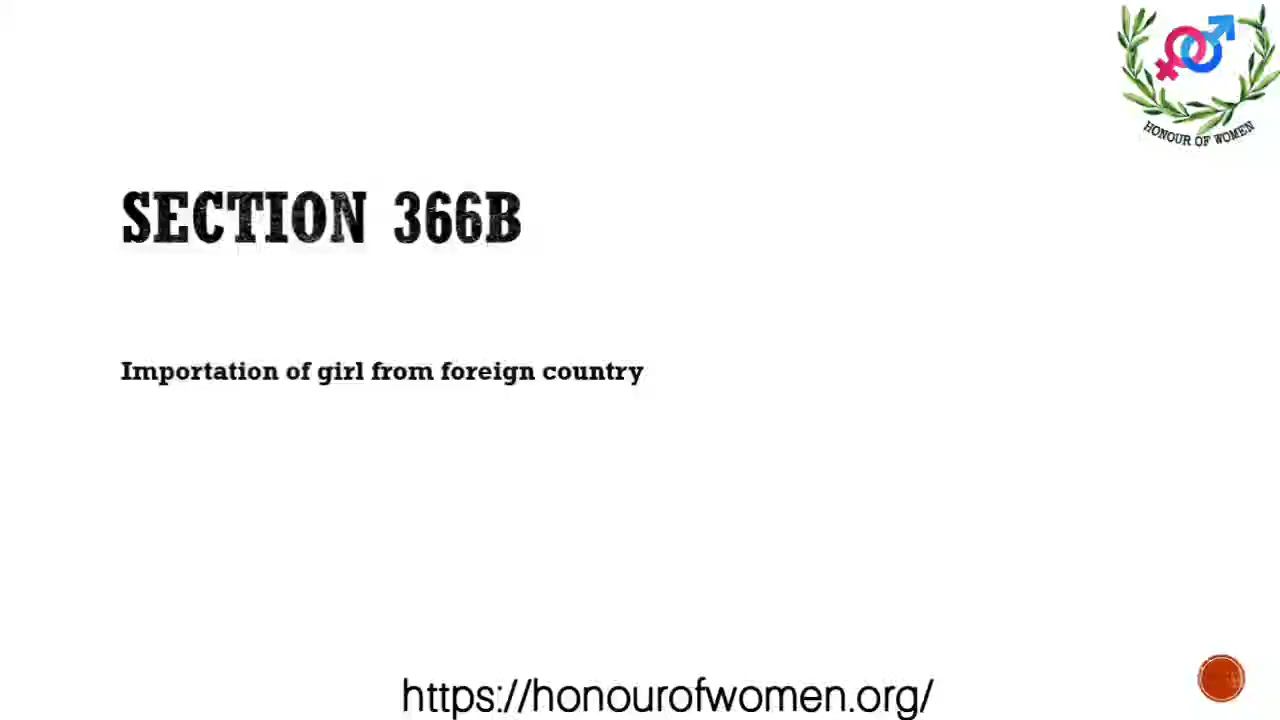 HONOUR OF WOMEN
SECTION 366B
Importation of girl from foreign country
https://honourofwomen.org/